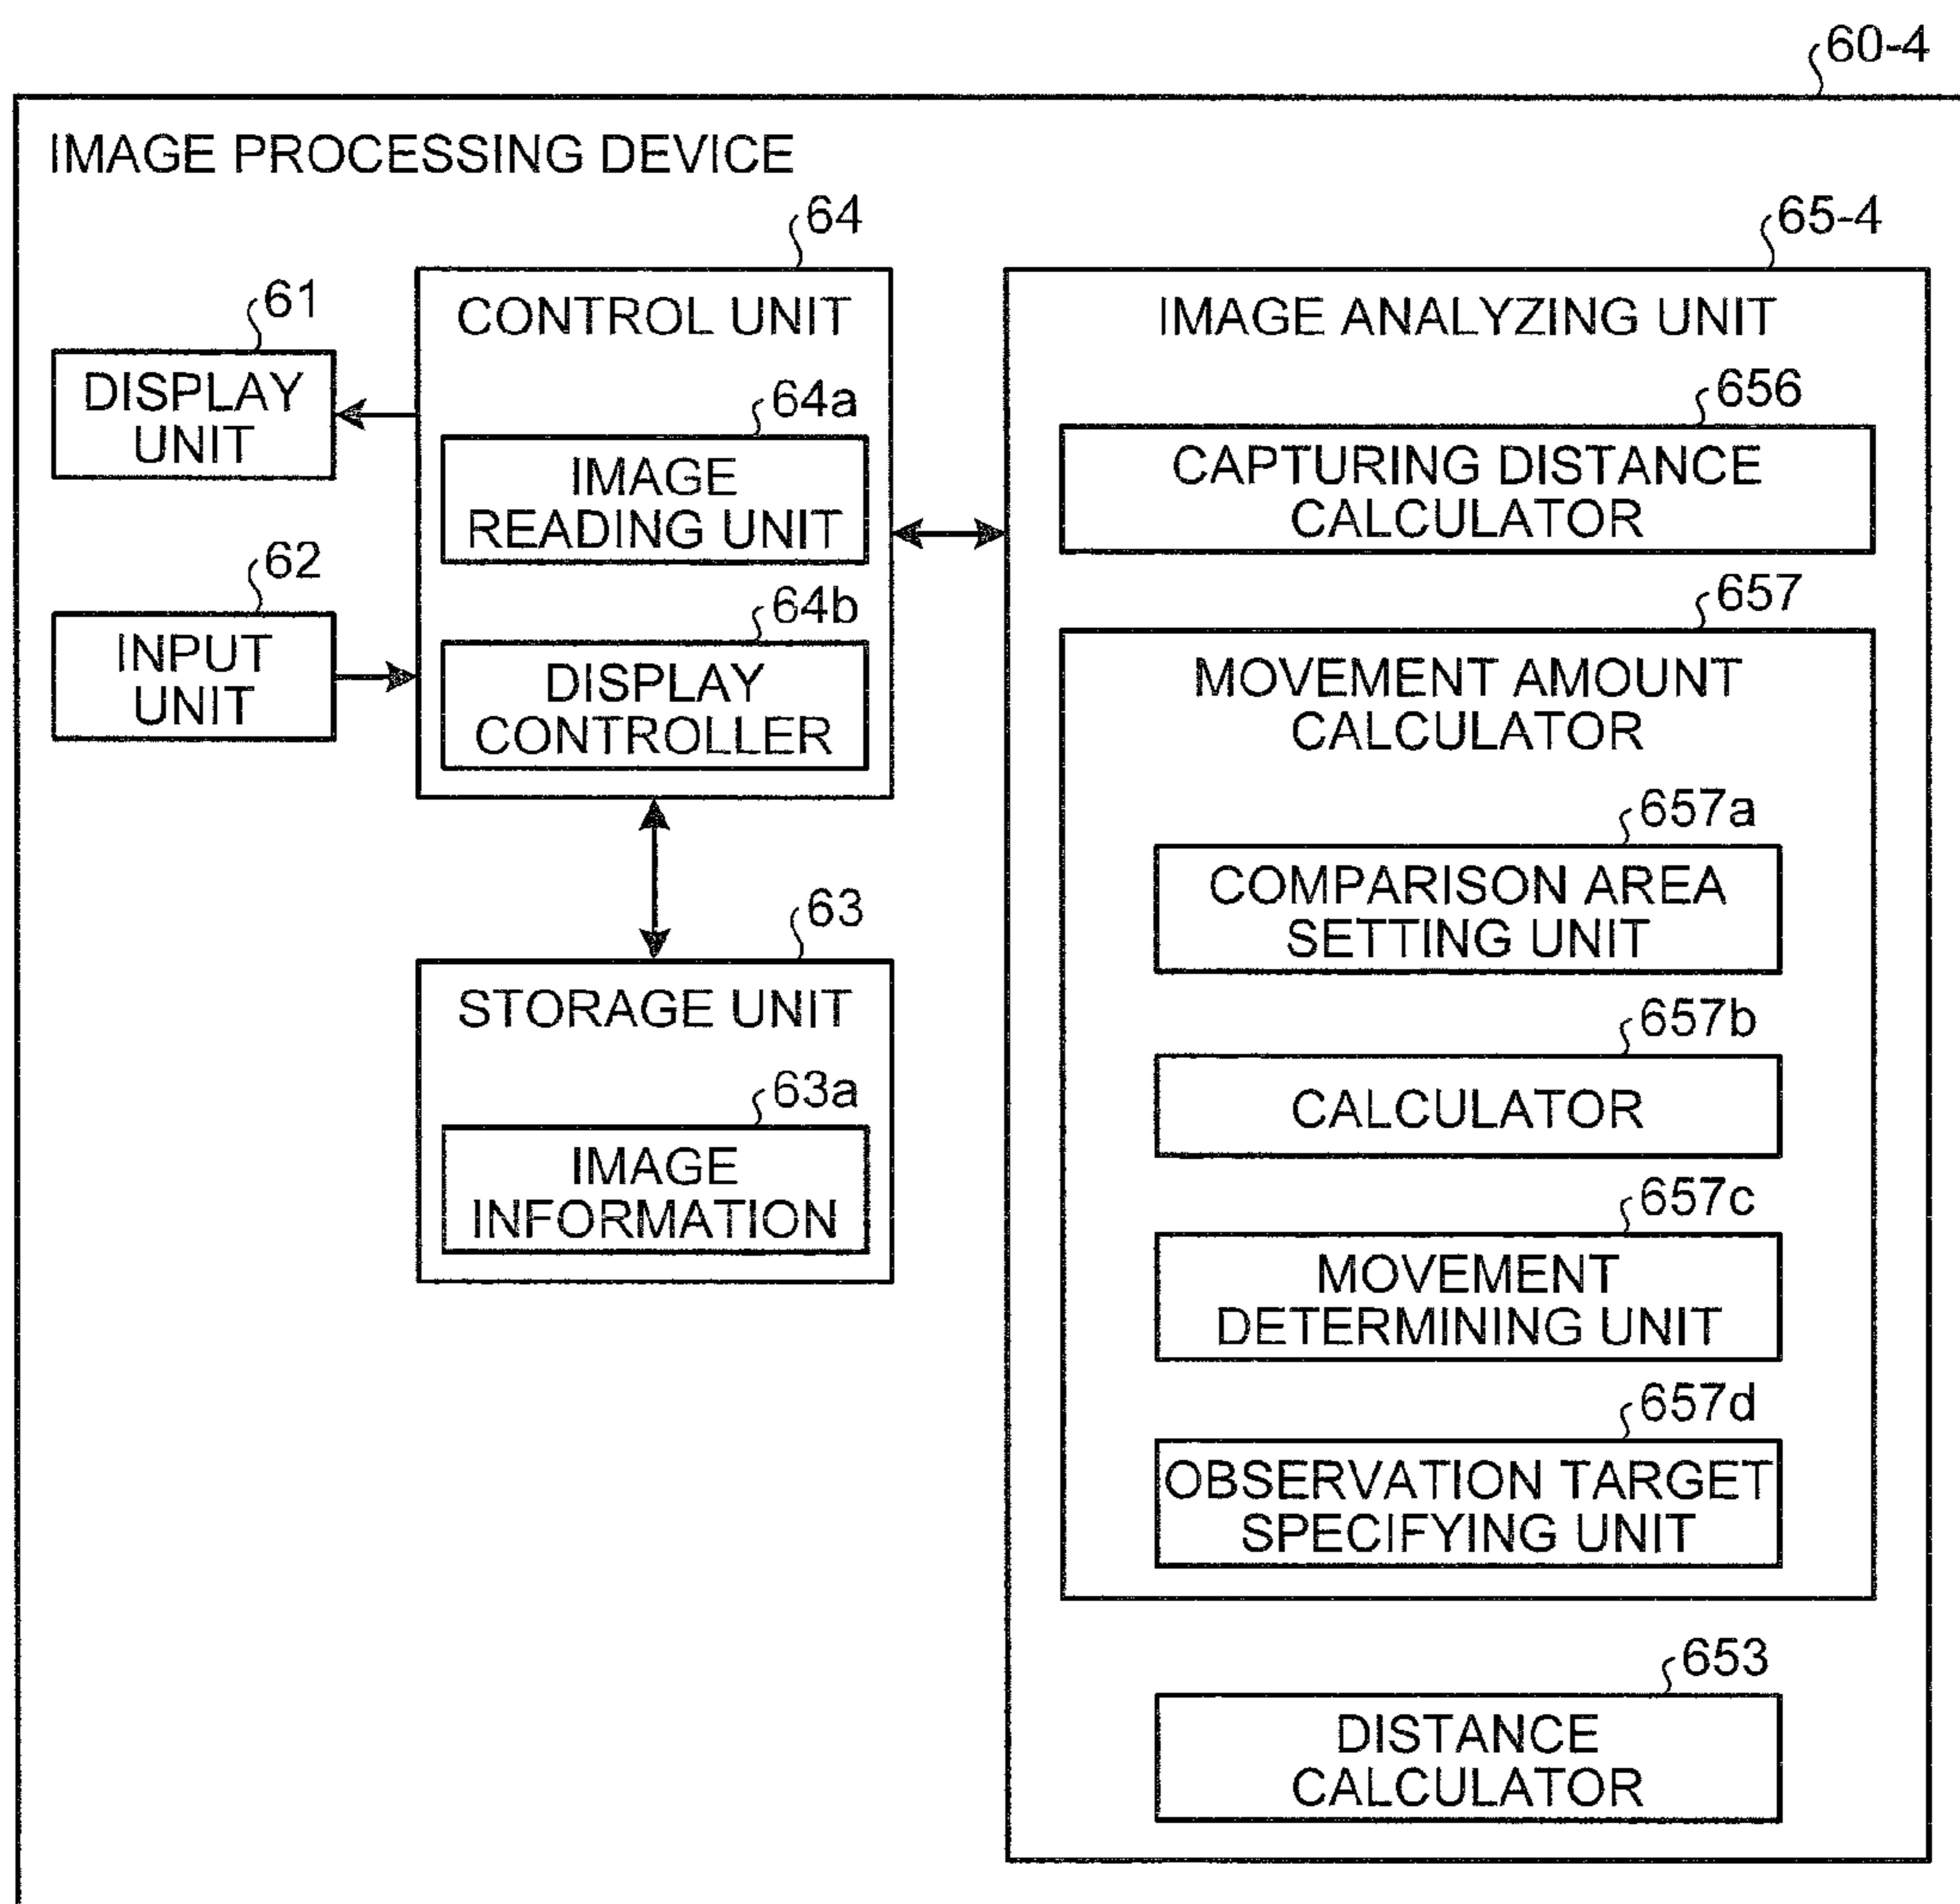 60-4
IMAGE PROCESSING DEVICE
64
CONTROL UNIT
61
DISPLAY
UNIT
64a
IMAGE
READING UNIT
62
INPUT
UNIT
64b
DISPLAY
CONTROLLER
63
STORAGE UNIT
63a
IMAGE
INFORMATION
65-4
IMAGE ANALYZING UNIT
656
CAPTURING DISTANCE
CALCULATOR
657
MOVEMENT AMOUNT
CALCULATOR
657a
COMPARISON AREA
SETTING UNIT
657b
CALCULATOR
657c
MOVEMENT
DETERMINING UNIT
657d
OBSERVATION TARGET
SPECIFYING UNIT
653
DISTANCE
CALCULATOR